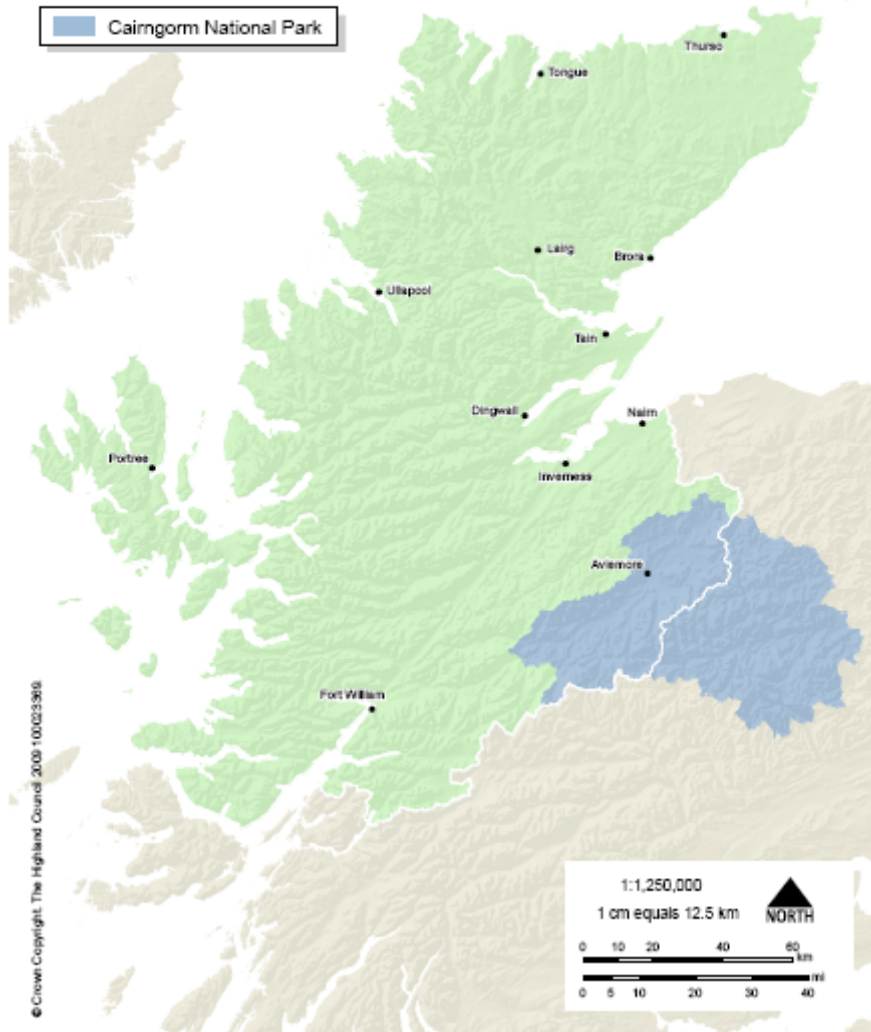 Cairngorm National Park
Thurso
Tongue
Lairg
Brora
Ullapool
Tain
Dingwall
Nairn
Portree
Inverness
Aviemore
Fort William
© Crown Copyright. The Highland Council 2009 100023369.
1:1,250,000
1 cm equals 12.5 km
NORTH
0 10 20 40 60
km
mi
0 5 10 20 30 40